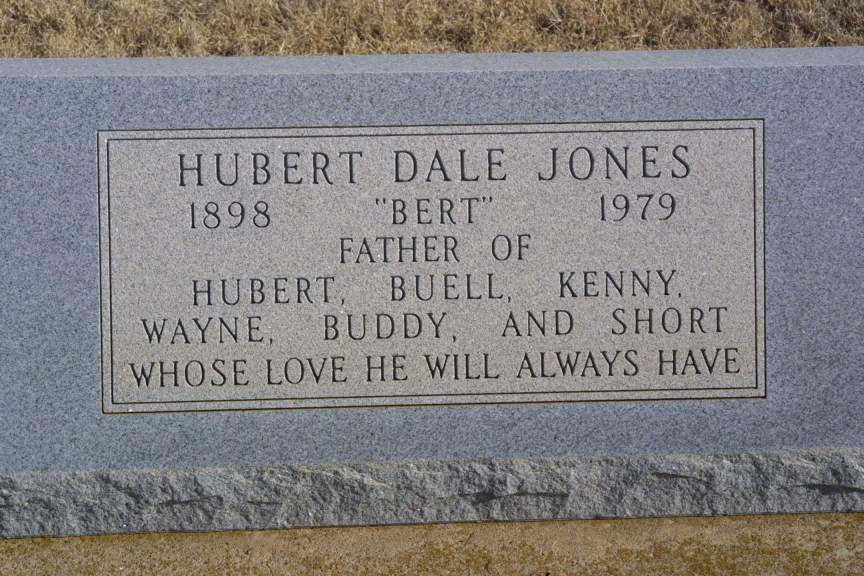 HUBERT DALE JONES
1898 "BERT" 1979
FATHER OF
HUBERT, BUELL, KENNY,
WAYNE, BUDDY, AND SHORT
WHOSE LOVE HE WILL ALWAYS HAVE